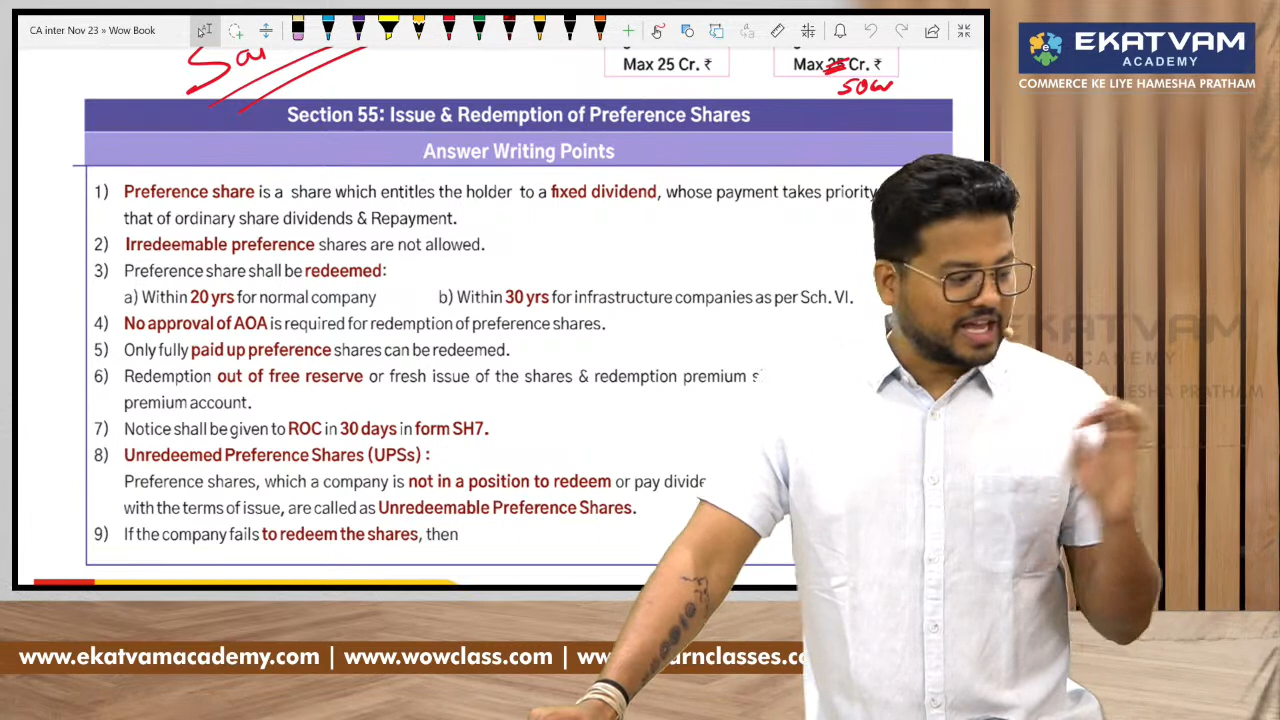 CA inter Nov 23 » Wow Book
EKATVAM
ACADEMY
COMMERCE KE LIYE HAMESHA PRATHAM
Sai
Max 25 Cr. ₹
Max 25 Cr. ₹
50
Section 55: Issue & Redemption of Preference Shares
Answer Writing Points
1) Preference share is a share which entitles the holder to a fixed dividend, whose payment takes priority
that of ordinary share dividends & Repayment.
2) Irredeemable preference shares are not allowed.
3) Preference share shall be redeemed:
a) Within 20 yrs for normal company b) Within 30 yrs for infrastructure companies as per Sch. VI.
4) No approval of AOA is required for redemption of preference shares.
5) Only fully paid up preference shares can be redeemed.
6) Redemption out of free reserve or fresh issue of the shares & redemption premium
premium account.
7) Notice shall be given to ROC in 30 days in form SH7.
8) Unredeemed Preference Shares (UPSs) :
Preference shares, which a company is not in a position to redeem or pay
with the terms of issue, are called as Unredeemable Preference Shares.
9) If the company fails to redeem the shares, then
EKATVAM
ACADEMY
HAMESHA PRATHAM
www.ekatvamacademy.com | www.wowclass.com |